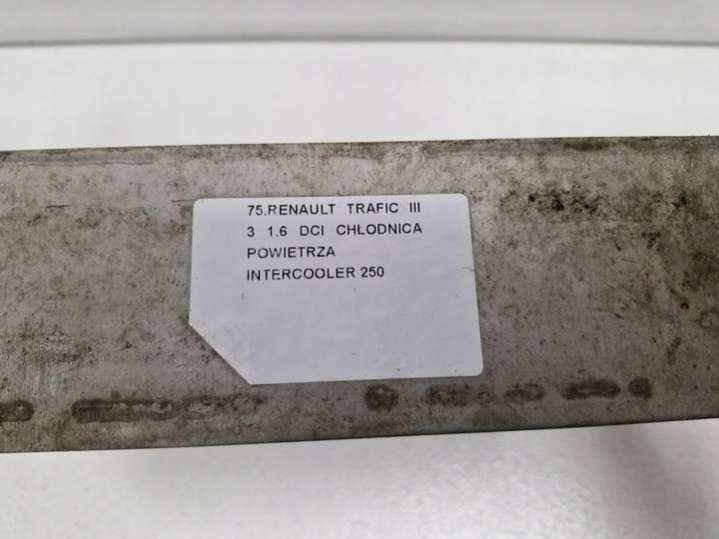 75.RENAULT TRAFIC III
3 1.6 DCI CHŁODNICA
POWIETRZA
INTERCOOLER 250